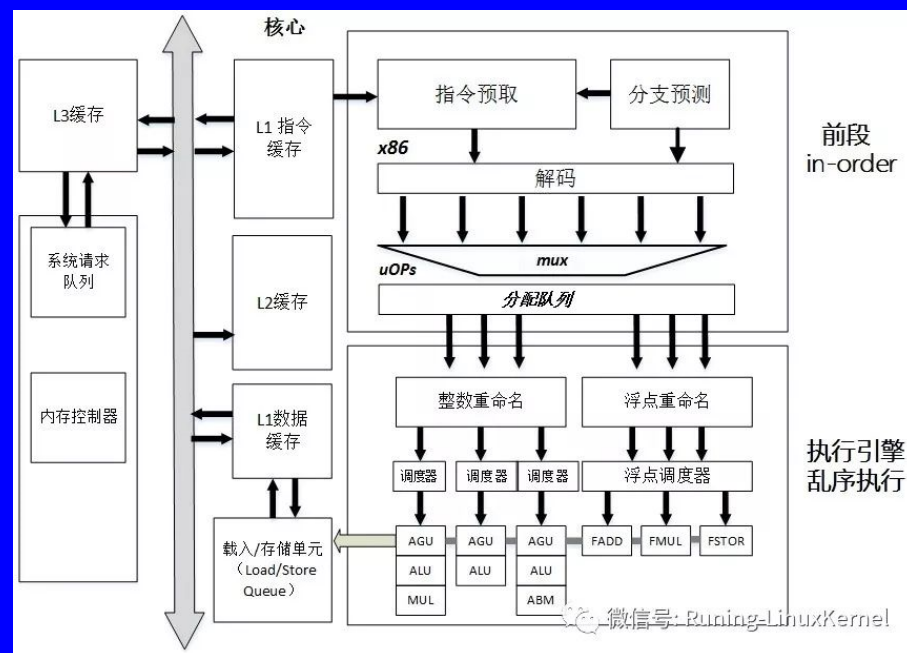 核心
L3缓存
系统请求
队列
内存控制器
L1 指令
缓存
L2缓存
L1数据
缓存
载入/存储单元
（Load/Store
Queue）
指令预取
分支预测
x86
解码
mux
uOPs
分配队列
前段
in-order
整数重命名
浮点重命名
调度器
调度器
调度器
浮点调度器
AGU
AGU
AGU
FADD
FMUL
FSTOR
ALU
ALU
ALU
MUL
ABM
执行引擎
乱序执行
微信号: Runing-LinuxKernel